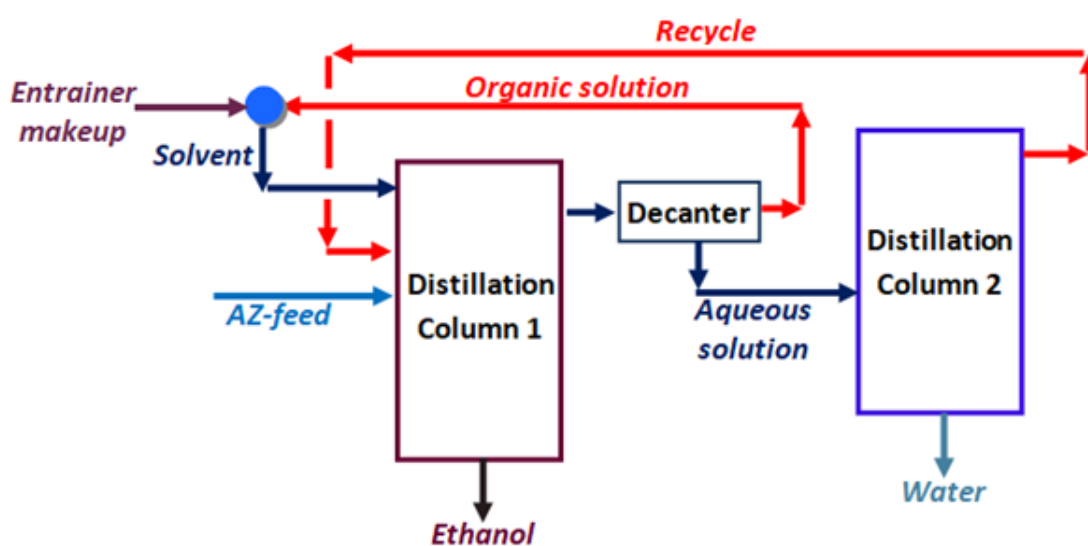 Recycle
Entrainer
makeup
Organic solution
Solvent
Decanter
Distillation
Column 1
Distillation
Column 2
AZ-feed
Aqueous
solution
Water
Ethanol